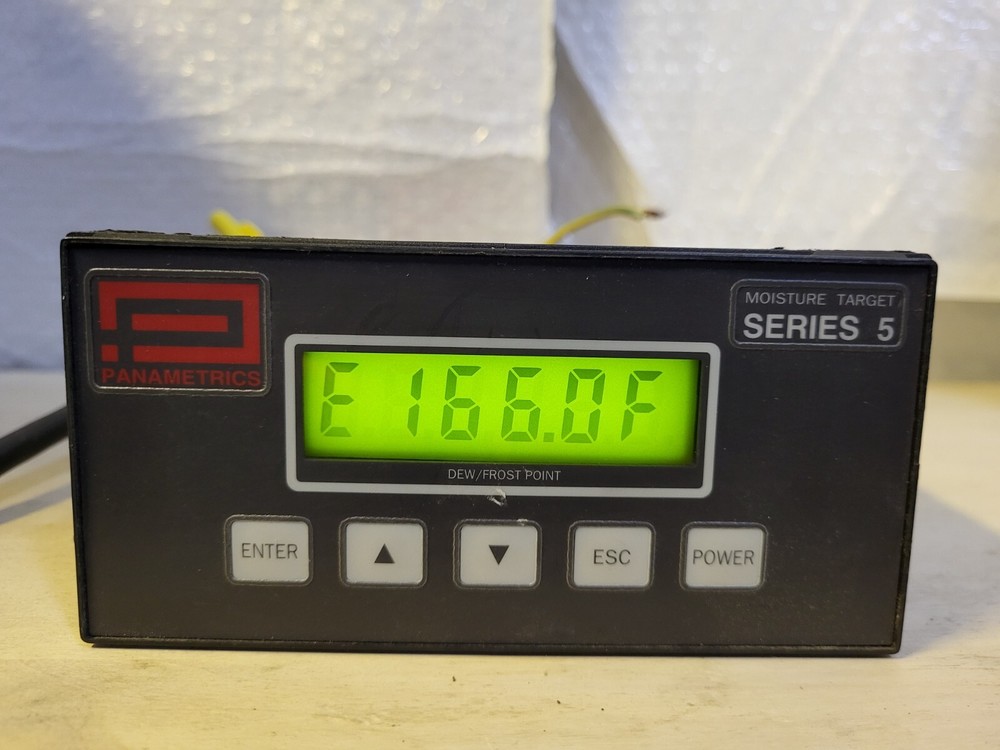 PANAMETRICS
MOISTURE TARGET
SERIES 5
E 166.0F
DEW/FROST POINT
ENTER ▲ ▼ ESC POWER